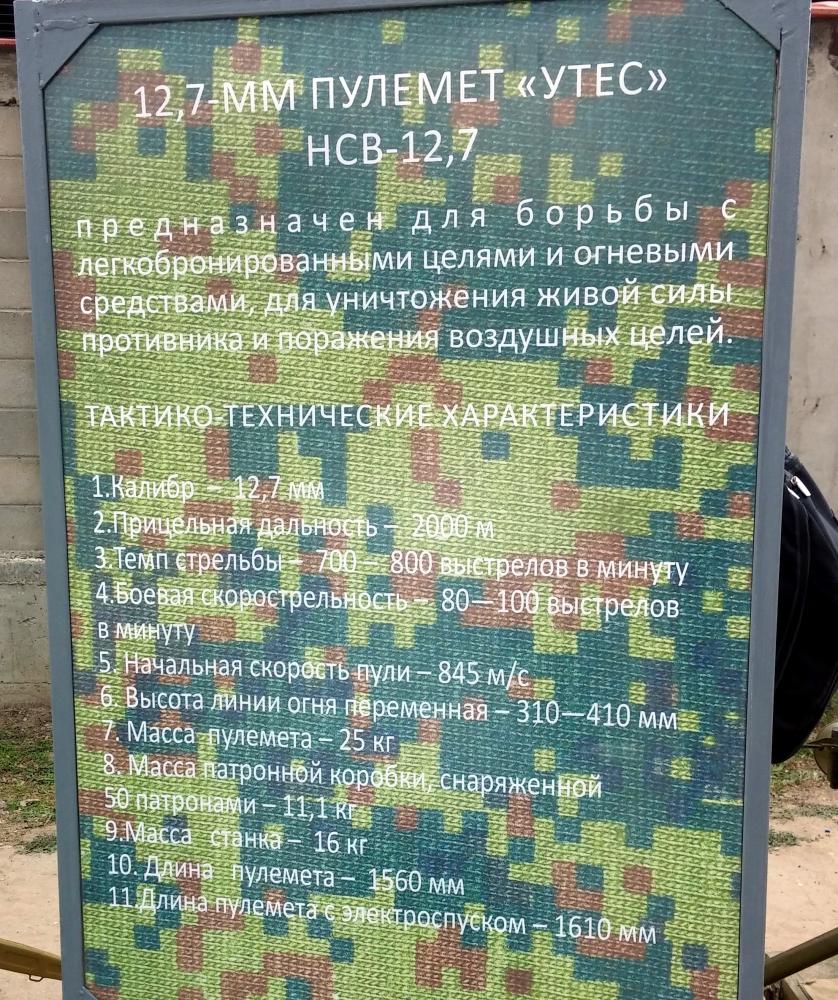 12,7-ММ ПУЛЕМЕТ «УТЕС»
НСВ-12,7
предназначен для борьбы с
легкобронированными целями и огневыми
средствами, для уничтожения живой силы
противника и поражения воздушных целей.
ТАКТИКО-ТЕХНИЧЕСКИЕ ХАРАКТЕРИСТИКИ
1.Калибр – 12,7 мм
2.Прицельная дальность – 2000 м
3.Темп стрельбы – 700 – 800 выстрелов в минуту
4.Боевая скорострельность – 80—100 выстрелов
в минуту
5. Начальная скорость пули – 845 м/с
6. Высота линии огня переменная – 310—410 мм
7. Масса пулемета – 25 кг
8. Масса патронной коробки, снаряженной
50 патронами – 11,1 кг
9.Масса станка – 16 кг
10. Длина пулемета – 1560 мм
11.Длина пулемета с электроспуском – 1610 мм